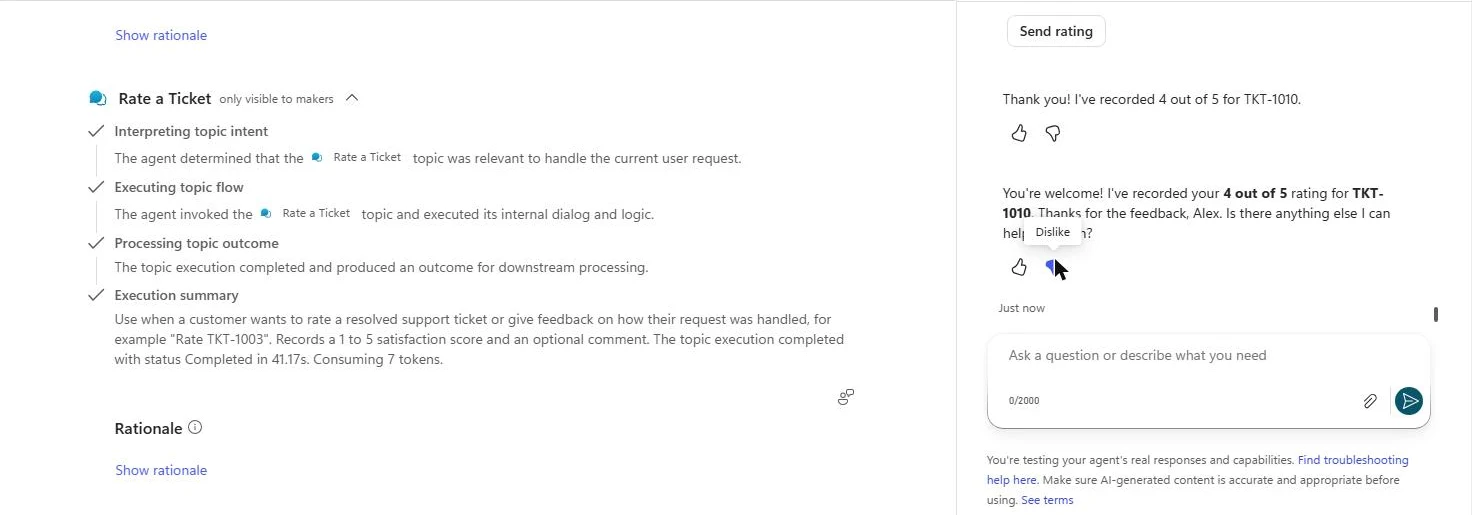 Show rationale
Rate a Ticket only visible to makers
Interpreting topic intent
The agent determined that the Rate a Ticket topic was relevant to handle the current user request.
Executing topic flow
The agent invoked the Rate a Ticket topic and executed its internal dialog and logic.
Processing topic outcome
The topic execution completed and produced an outcome for downstream processing.
Execution summary
Use when a customer wants to rate a resolved support ticket or give feedback on how their request was handled, for
example "Rate TKT-1003". Records a 1 to 5 satisfaction score and an optional comment. The topic execution completed
with status Completed in 41.17s. Consuming 7 tokens.
Rationale
Show rationale
Send rating
Thank you! I've recorded 4 out of 5 for TKT-1010.
You're welcome! I've recorded your 4 out of 5 rating for TKT-
1010. Thanks for the feedback, Alex. Is there anything else I can
Dislike
Just now
Ask a question or describe what you need
0/2000
You're testing your agent's real responses and capabilities. Find troubleshooting
help here. Make sure AI-generated content is accurate and appropriate before
using. See terms